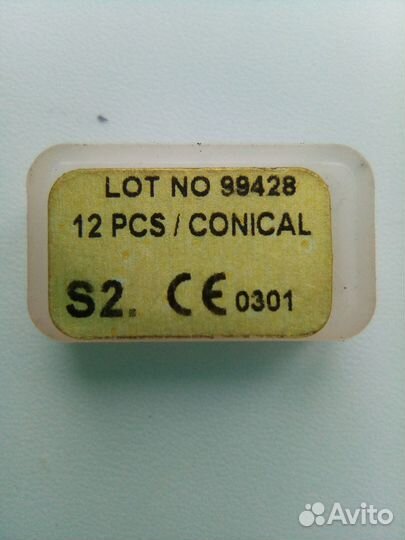 LOT NO 99428
12 PCS / CONICAL
S2. CE 0301
Avito